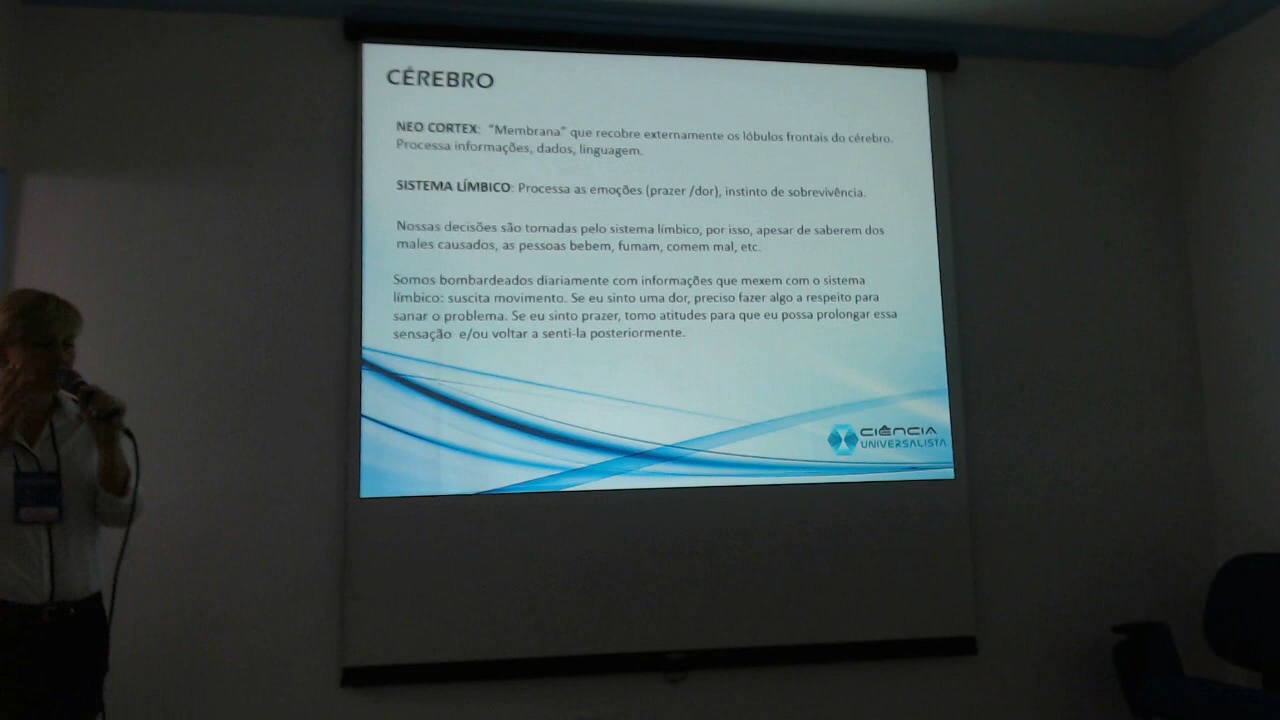 CÉREBRO
NEO CORTEX: "Membrana" que recobre externamente os lóbulos frontais do cérebro.
Processa informações, dados, linguagem.
SISTEMA LÍMBICO: Processa as emoções (prazer /dor), instinto de sobrevivência.
Nossas decisões são tomadas pelo sistema límbico, por isso, apesar de saberem dos
males causados, as pessoas bebem, fumam, comem mal, etc.
Somos bombardeados diariamente com informações que mexem com o sistema
límbico: suscita movimento. Se eu sinto uma dor, preciso fazer algo a respeito para
sanar o problema. Se eu sinto prazer, tomo atitudes para que eu possa prolongar essa
sensação e/ou voltar a senti-la posteriormente.
CIÊNCIA
UNIVERSALISTA